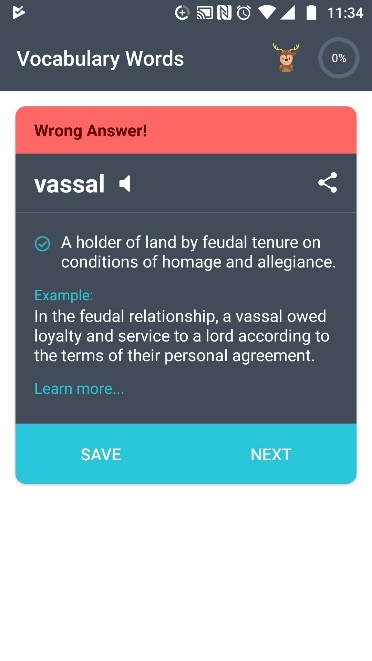 11:34
Vocabulary Words
0%
Wrong Answer!
vassal
A holder of land by feudal tenure on
conditions of homage and allegiance.
Example:
In the feudal relationship, a vassal owed
loyalty and service to a lord according to
the terms of their personal agreement.
Learn more...
SAVE
NEXT